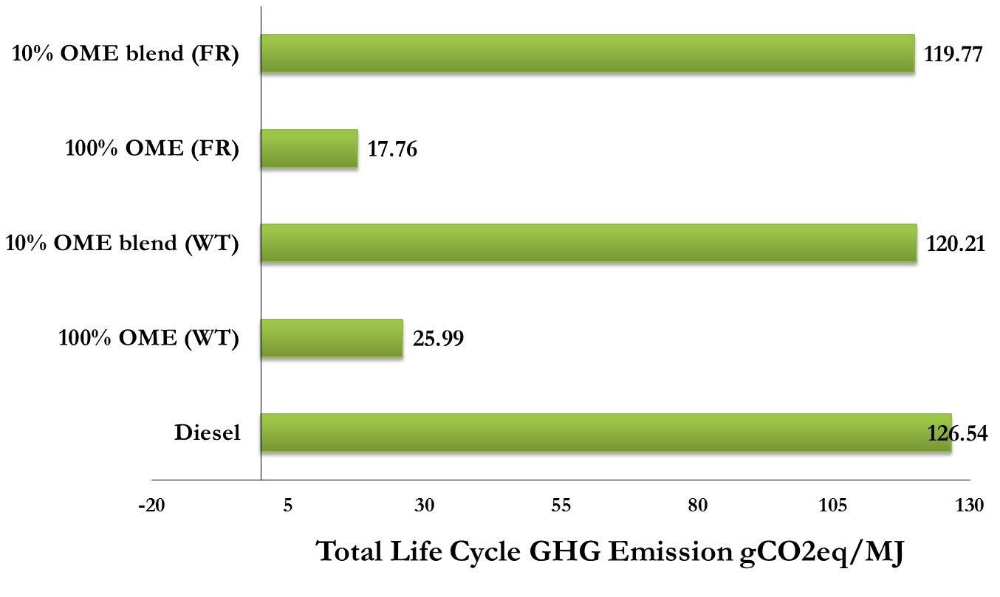 10% OME blend (FR) 119.77
100% OME (FR) 17.76
10% OME blend (WT) 120.21
100% OME (WT) 25.99
Diesel 126.54
-20 5 30 55 80 105 130
Total Life Cycle GHG Emission gCO2eq/MJ